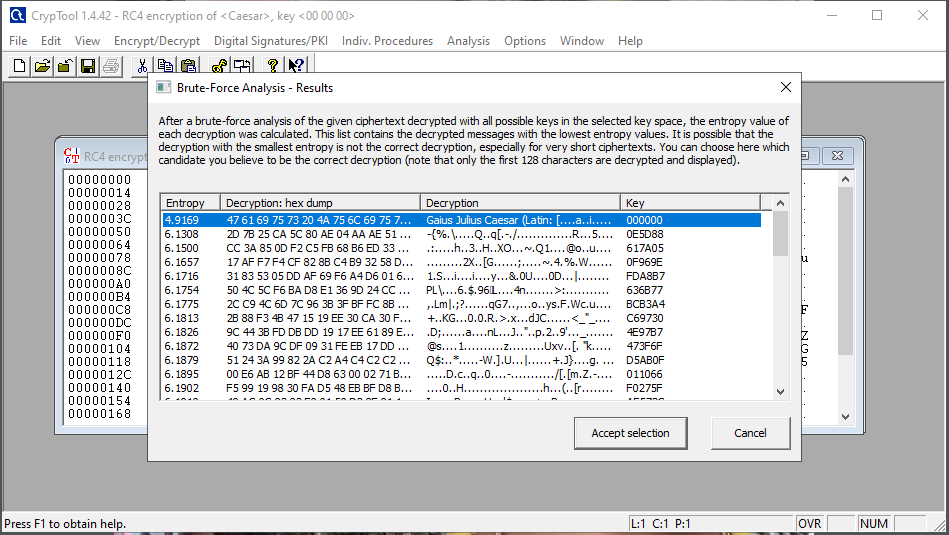 CrypTool 1.4.42 - RC4 encryption of <Caesar>, key <00 00 00>
File Edit View Encrypt/Decrypt Digital Signatures/PKI Indiv. Procedures Analysis Options Window Help
Brute-Force Analysis - Results
After a brute-force analysis of the given ciphertext decrypted with all possible keys in the selected key space, the entropy value of
each decryption was calculated. This list contains the decrypted messages with the lowest entropy values. It is possible that the
decryption with the smallest entropy is not the correct decryption, especially for very short ciphertexts. You can choose here which
candidate you believe to be the correct decryption (note that only the first 128 characters are decrypted and displayed).
RC4 encrypt
Entropy Decryption: hex dump Decryption Key
4.9169 47 61 69 75 73 20 4A 75 6C 69 75 7... Gaius Julius Caesar (Latin: [....a..i..... 000000
6.1308 2D 7B 25 CA 5C 80 AE 04 AA AE 51 ... -{%.\.....Q..q[.-./.............R...5.... 0E5D88
6.1500 CC 3A 85 0D F2 C5 FB 68 B6 ED 33 ... .:.....h..3..H..XO...~.Q1....@o..u.... 617A05
6.1657 17 AF F7 F4 CF 82 8B C4 B9 32 58 D... .........2X..[G......;.....~.4.%.W...... 0F969E
6.1716 31 83 53 05 DD AF 69 F6 A4 D6 01 6... 1.S...i....y...&.0U....0D...|....... FDA8B7
6.1754 50 4C 5C F6 BA D8 E1 36 9D 24 CC ... PL\....6.$.96|L....4n.......>:........... 636B77
6.1775 2C C9 4C 6D 7C 96 3B 3F BF FC 8B ... ,.Lm|.;?.....qG7..,...o..ys.F.Wc.u... BCB3A4
6.1813 2B 88 F3 4B 47 15 19 EE 30 CA 30 F... +..KG...0.0.R.>.x...dJC......<_"_.... C69730
6.1826 9C 44 3B FD DB DD 19 17 EE 61 89 E... .D;......a....nL...J.."..p.2..9'..._....... 4E97B7
6.1872 40 73 DA 9C DF 09 31 FE EB 17 DD ... @s....1..........z.........Uxv..[. "k.... 473F6F
6.1879 51 24 3A 99 82 2A C2 A4 C4 C2 C2 ... Q$:..*.....-W.].U...|......+.J}....g. ... D5AB0F
6.1895 00 E6 AB 12 BF 44 D8 63 00 02 71 B... .....D.c..q..0....-.........../[.[m.Z.-.... 011066
6.1902 F5 99 19 98 30 FA D5 48 EB BF D8 B... ....0..H...................h...(..[r........ F0275F
00000000
00000014
00000028
0000003C
00000050
00000064
00000078
0000008C
000000A0
000000B4
000000C8
000000DC
000000F0
00000104
00000118
0000012C
00000140
00000154
00000168
Accept selection Cancel
Press F1 to obtain help. L:1 C:1 P:1 OVR NUM